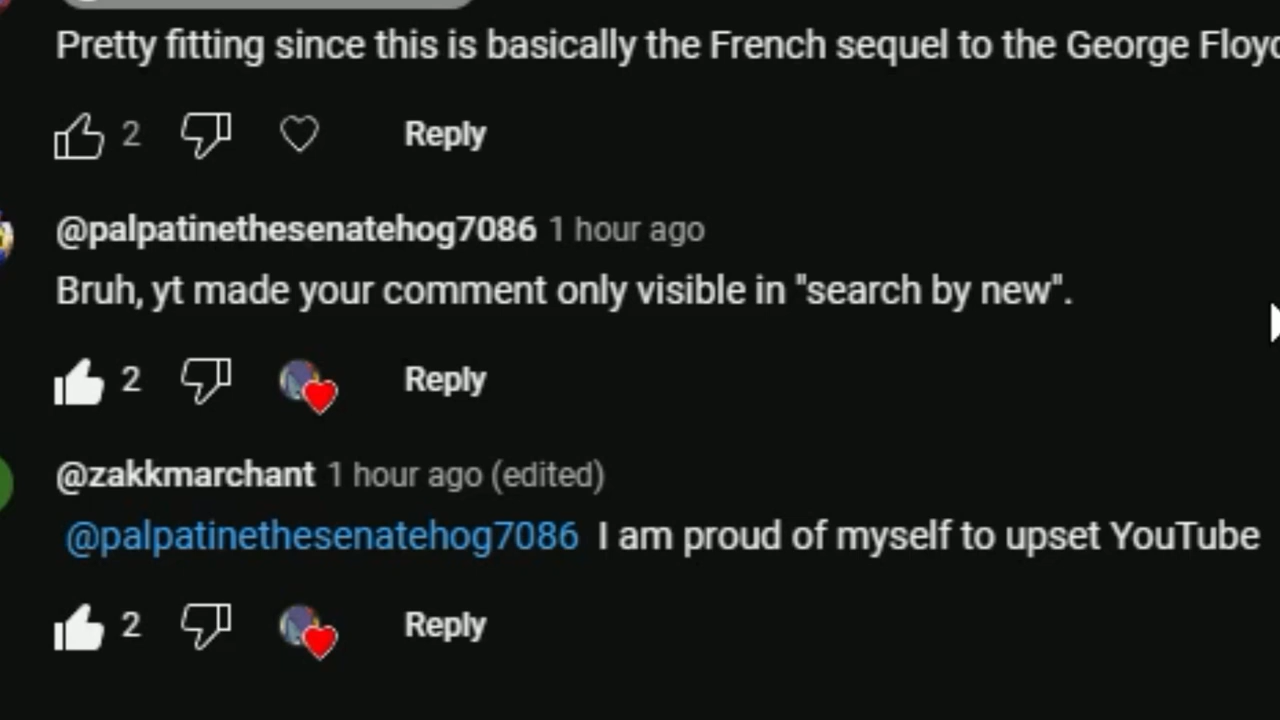 Pretty fitting since this is basically the French sequel to the George
2 Reply
@palpatinethesenatehog7086 1 hour ago
Bruh, yt made your comment only visible in "search by new".
2 Reply
@zakkmarchant 1 hour ago (edited)
@palpatinethesenatehog7086 I am proud of myself to upset YouTube
2 Reply